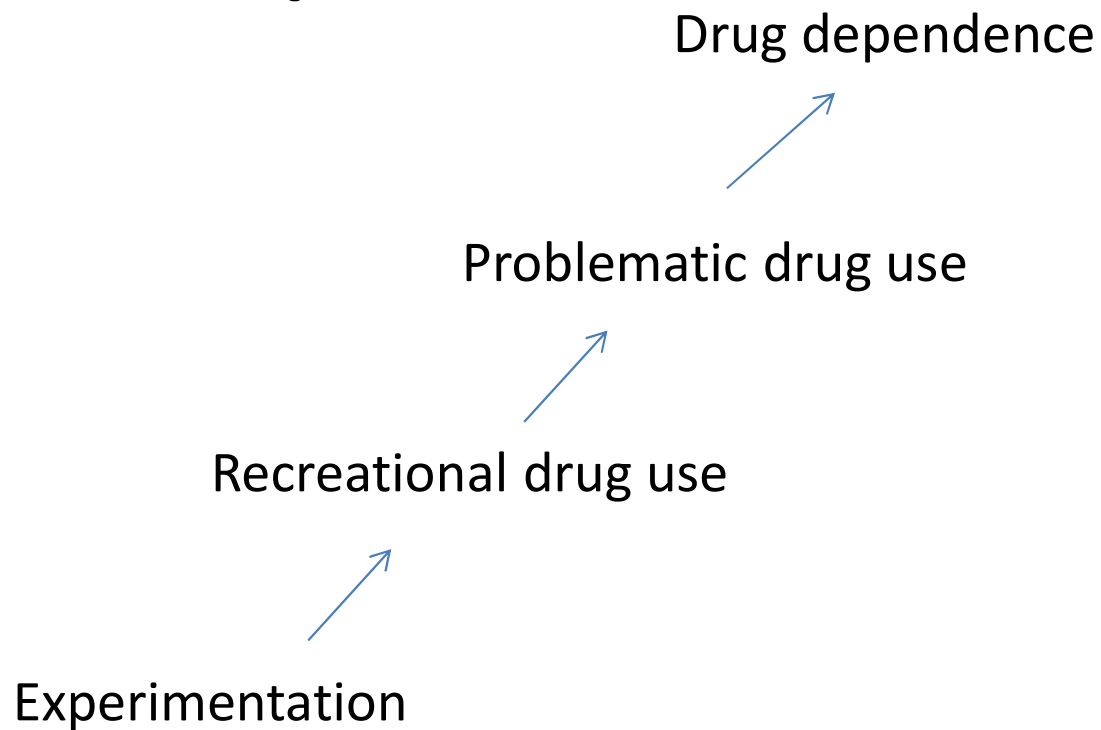 Drug dependence
Problematic drug use
Recreational drug use
Experimentation